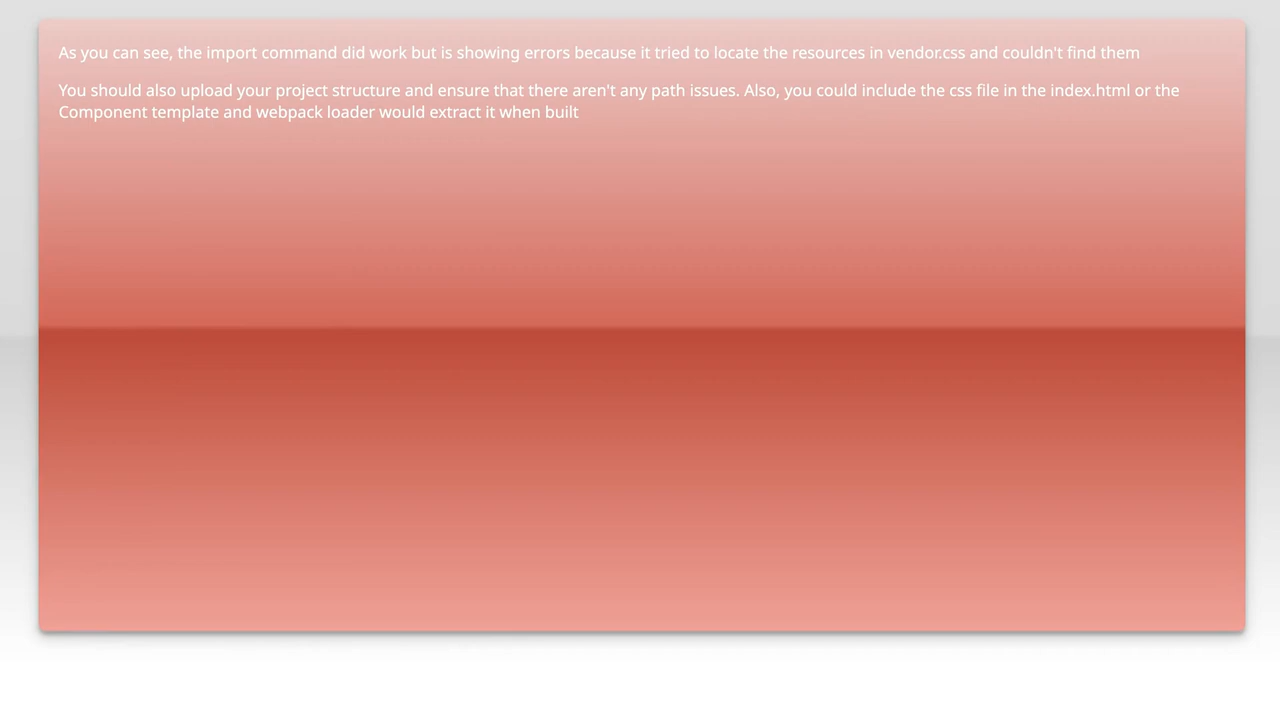 As you can see, the import command did work but is showing errors because it tried to locate the resources in vendor.css and couldn't find them
You should also upload your project structure and ensure that there aren't any path issues. Also, you could include the css file in the index.html or the
Component template and webpack loader would extract it when built